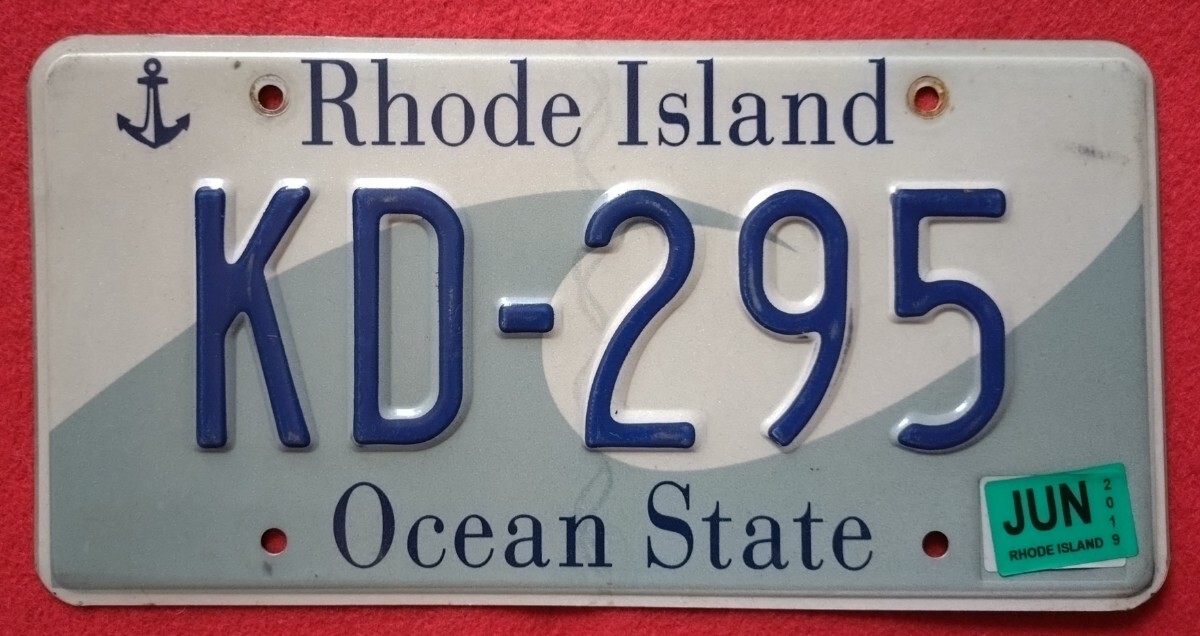 Rhode Island
KD-295
Ocean State
JUN 2019
RHODE ISLAND